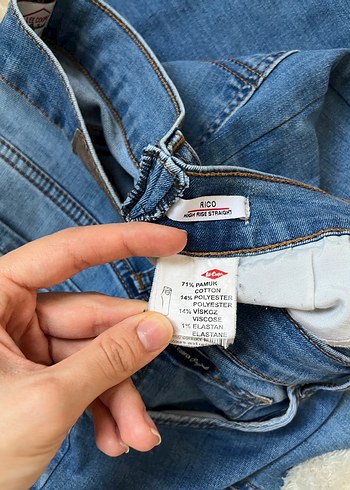 RICO
HIGH RISE STRAIGHT
Lee Cooper
71% PAMUK
COTTON
14% POLYESTER
POLYESTER
14% VİSKOZ
VISCOSE
1% ELASTAN
ELASTANE